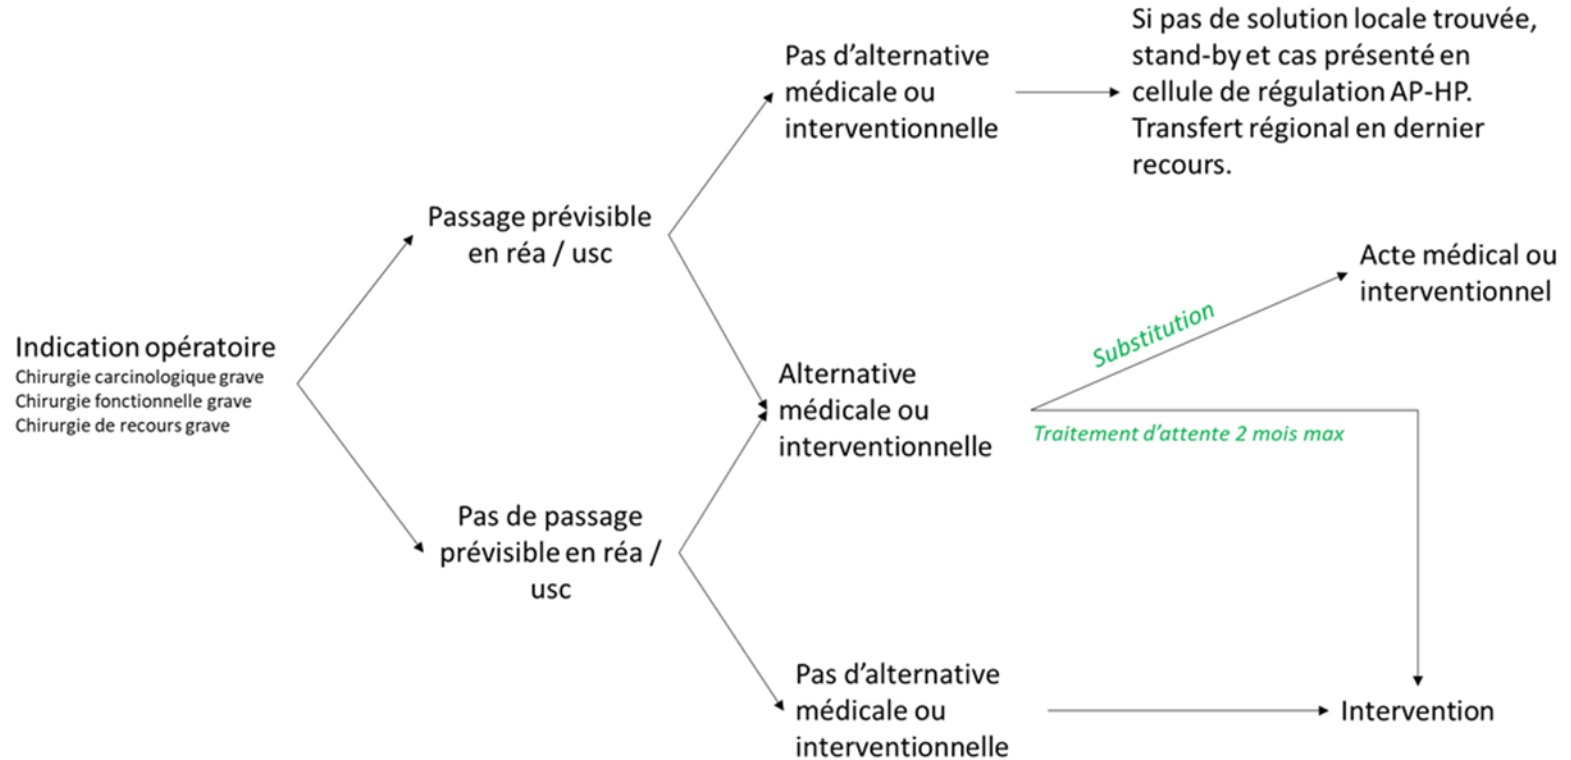 Pas d’alternative
médicale ou
interventionnelle
Si pas de solution locale trouvée,
stand-by et cas présenté en
cellule de régulation AP-HP.
Transfert régional en dernier
recours.
Passage prévisible
en réa / usc
Acte médical ou
interventionnel
Substitution
Indication opératoire
Chirurgie carcinologique grave
Chirurgie fonctionnelle grave
Chirurgie de recours grave
Alternative
médicale ou
interventionnelle
Traitement d’attente 2 mois max
Pas de passage
prévisible en réa /
usc
Pas d’alternative
médicale ou
interventionnelle
Intervention